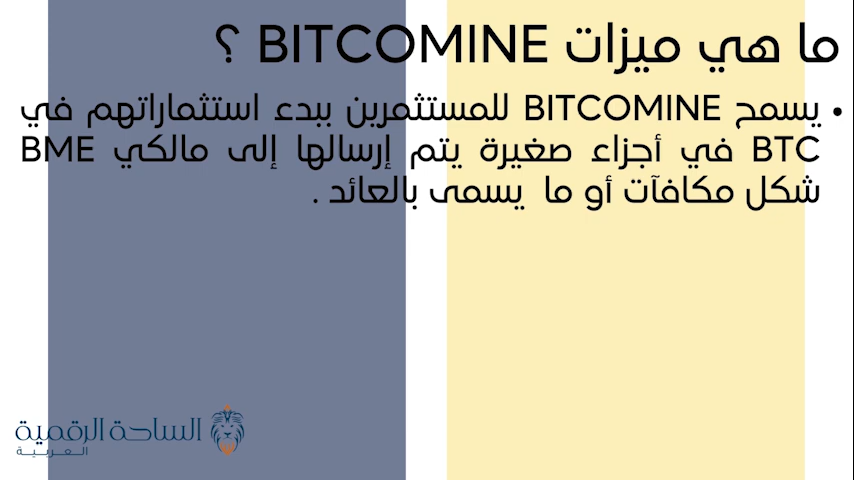 ما هي ميزات BITCOMINE ؟
• يسمح BITCOMINE للمستثمرين ببدء استثماراتهم في
BTC في أجزاء صغيرة يتم إرسالها إلى مالكي BME
شكل مكافآت أو ما يسمى بالعائد .
الساحة الرقمية
العربية